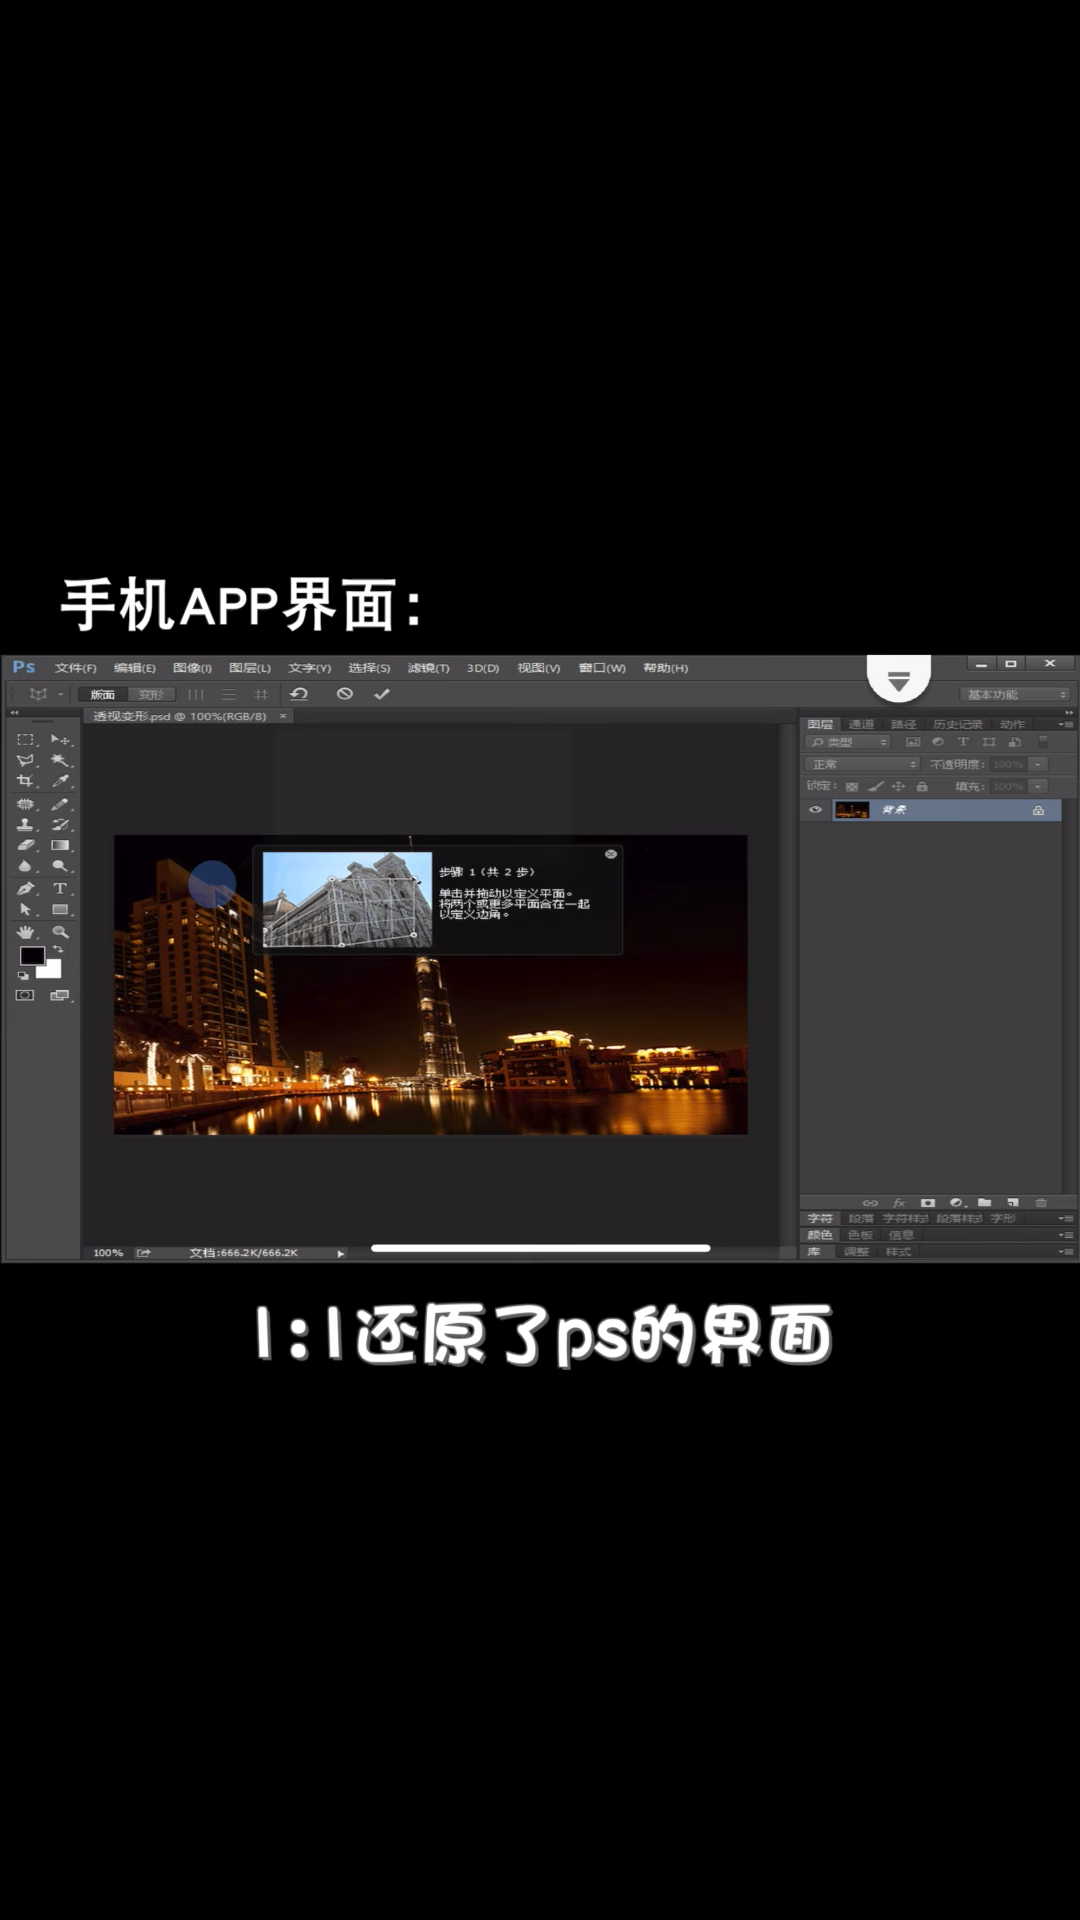 手机APP界面：
Ps 文件(F) 编辑(E) 图像(I) 图层(L) 文字(Y) 选择(S) 滤镜(T) 3D(D) 视图(V) 窗口(W) 帮助(H)
版面 变形 基本功能
透视变形.psd @ 100%(RGB/8) ×
图层 通道 路径 历史记录 动作
类型
正常 不透明度: 100%
锁定: 填充: 100%
背景
步骤 1（共 2 步）
单击并拖动以定义平面。
将两个或更多平面合在一起
以定义边角。
fx
字符 段落 字符样式 段落样式 字形
颜色 色板 信息
库 调整 样式
100% 文档:666.2K/666.2K
1:1还原了ps的界面